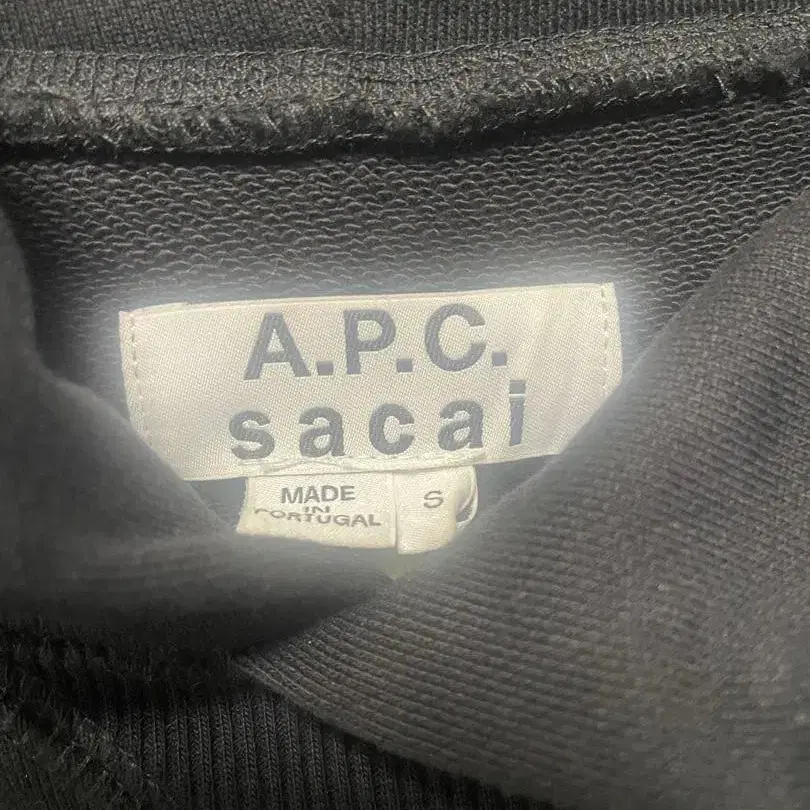 A.P.C.
sacai
MADE
IN
PORTUGAL
S